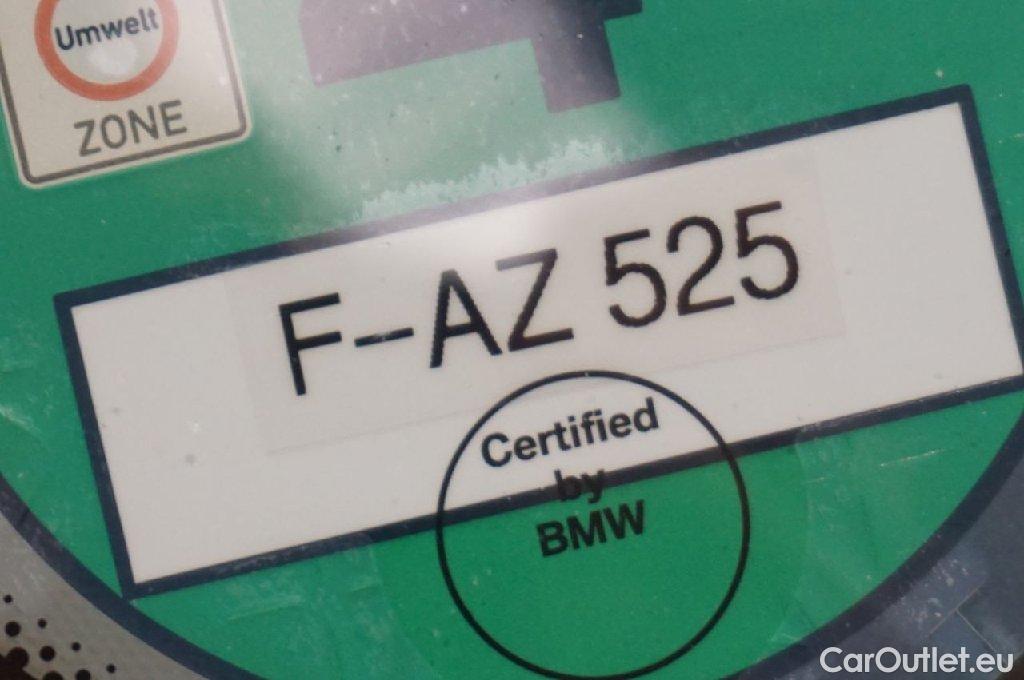 Umwelt
ZONE
F-AZ 525
Certified
by
BMW
CarOutlet.eu